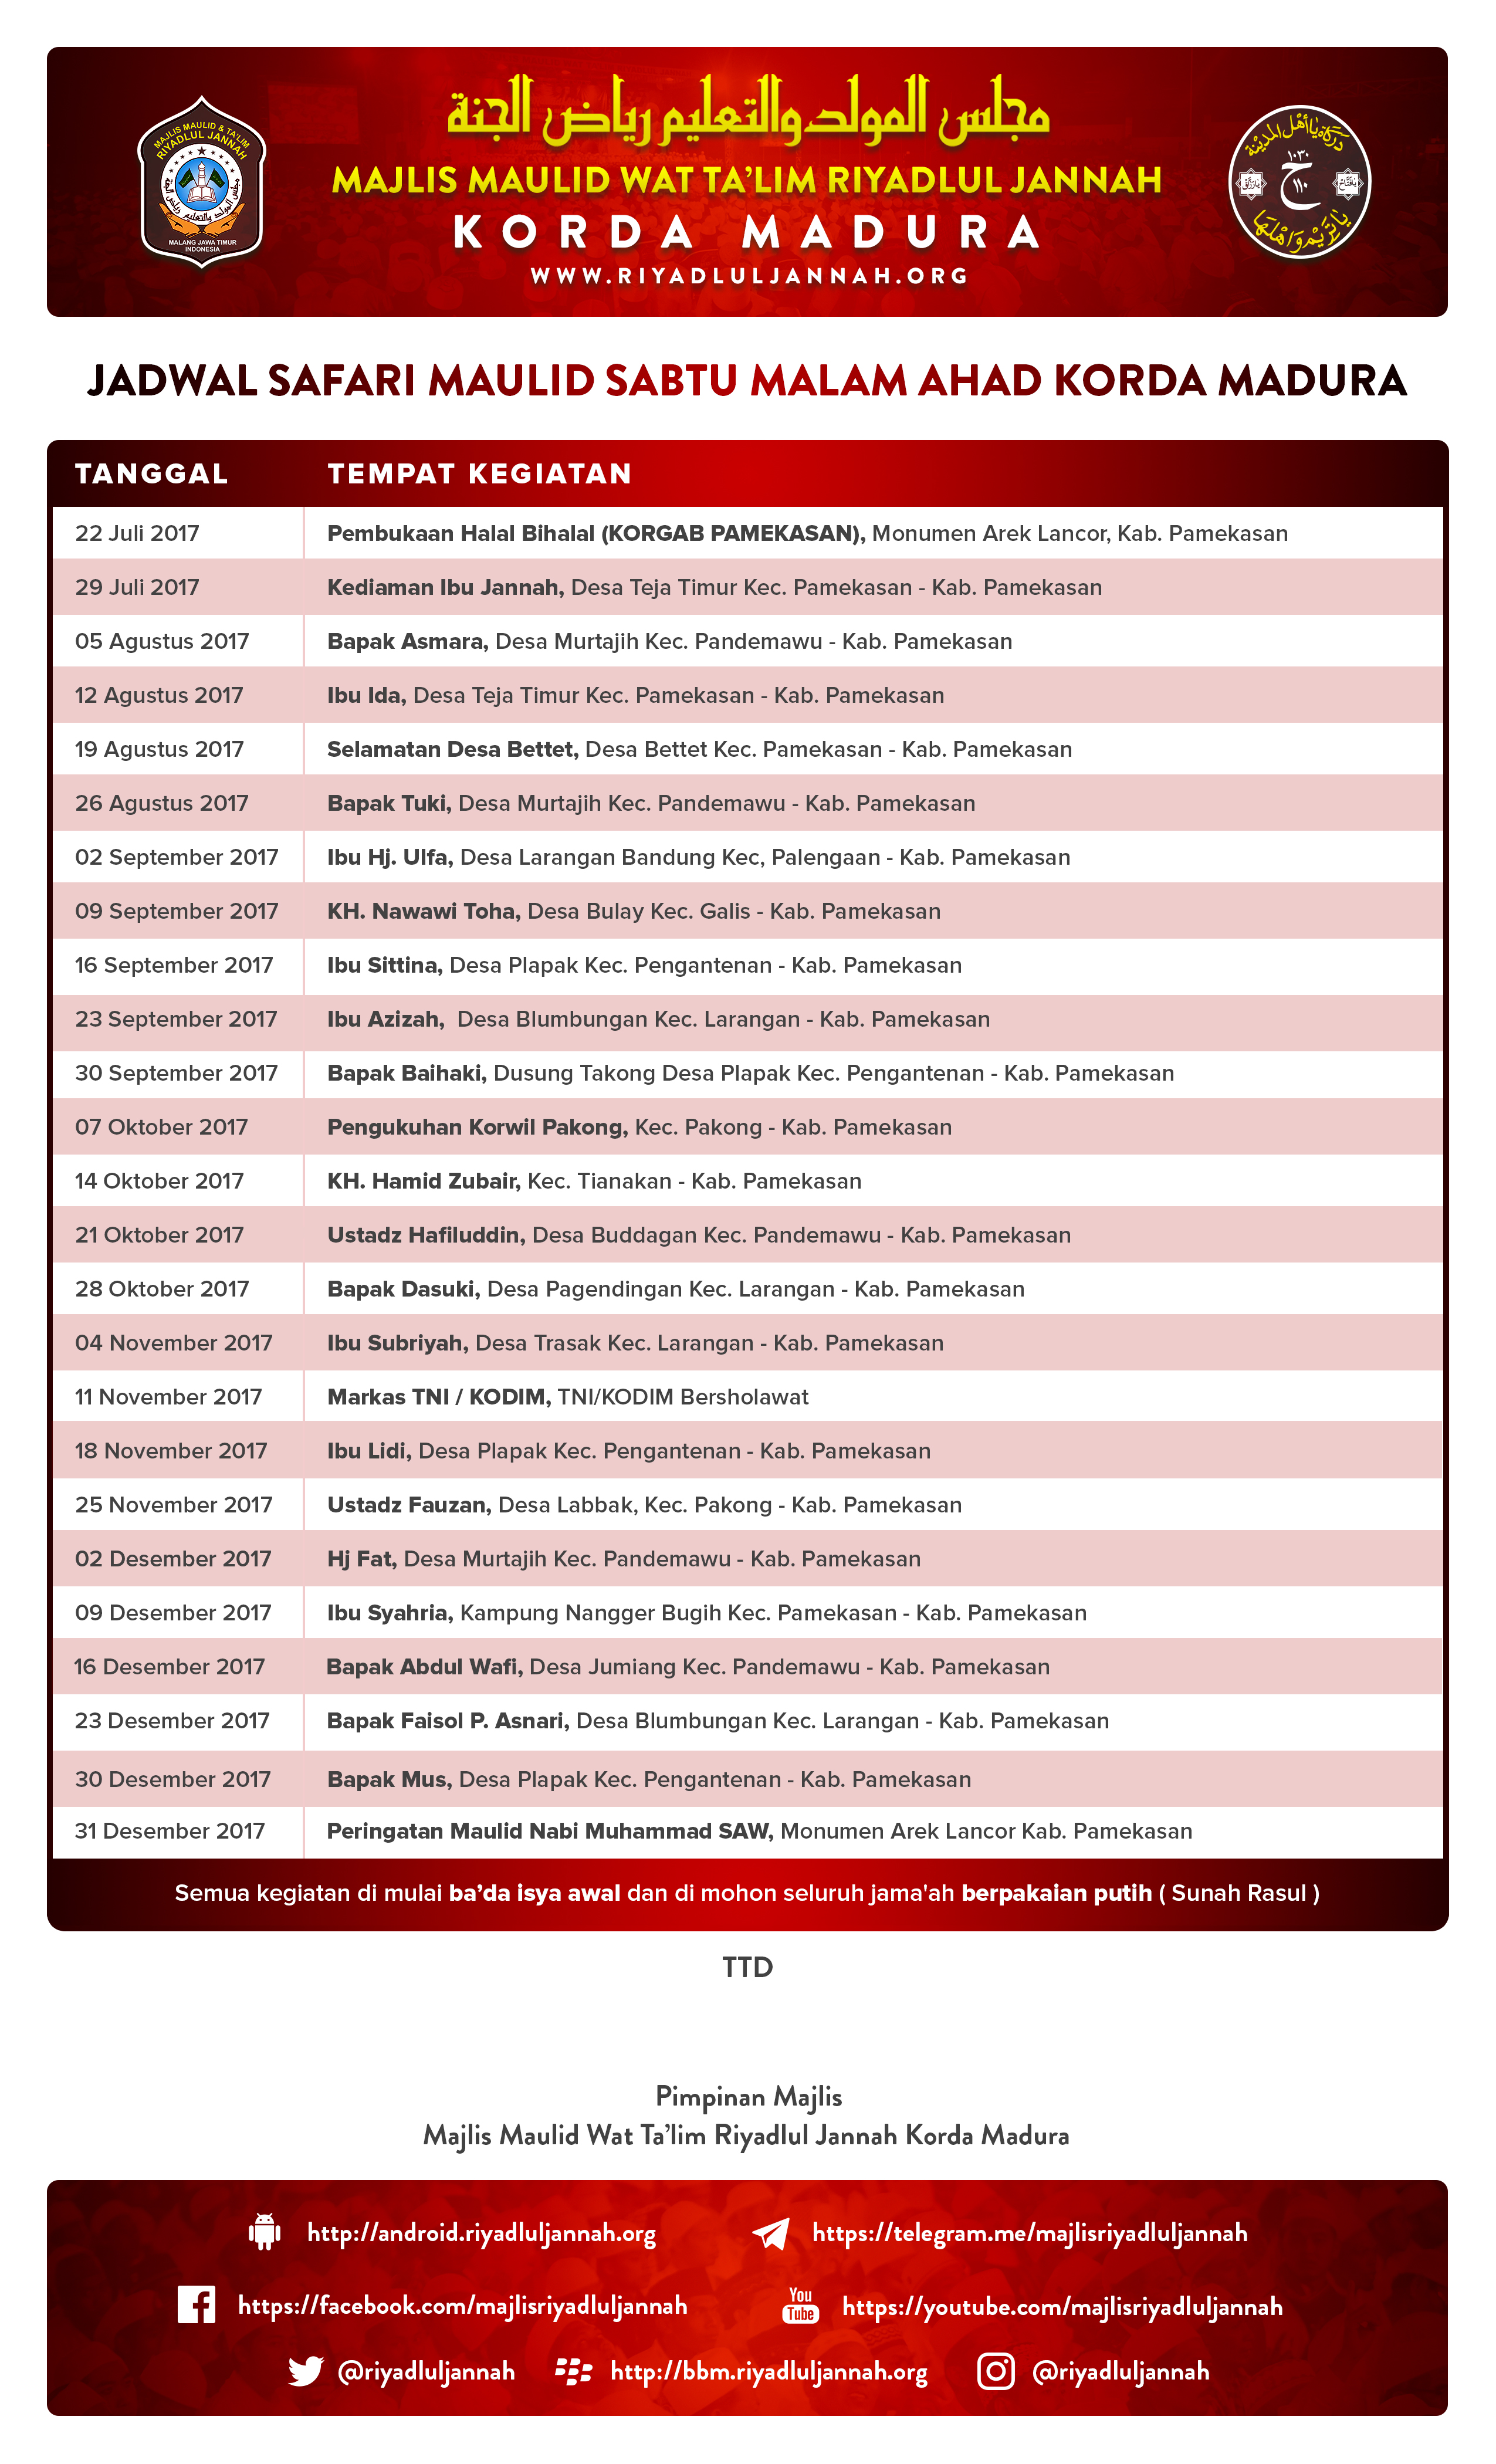 مجلس المولد والتعليم رياض الجنة
MAJLIS MAULID WAT TA’LIM RIYADLUL JANNAH
KORDA MADURA
WWW.RIYADLULJANNAH.ORG
MAJLIS MAULID & TA'LIM
RIYADLUL JANNAH
مجلس المولد والتعليم رياض الجنة
MALANG JAWA TIMUR
INDONESIA
١٠٣٠
ح
١١٠
JADWAL SAFARI MAULID SABTU MALAM AHAD KORDA MADURA
TANGGAL TEMPAT KEGIATAN
22 Juli 2017 Pembukaan Halal Bihalal (KORGAB PAMEKASAN), Monumen Arek Lancor, Kab. Pamekasan
29 Juli 2017 Kediaman Ibu Jannah, Desa Teja Timur Kec. Pamekasan - Kab. Pamekasan
05 Agustus 2017 Bapak Asmara, Desa Murtajih Kec. Pandemawu - Kab. Pamekasan
12 Agustus 2017 Ibu Ida, Desa Teja Timur Kec. Pamekasan - Kab. Pamekasan
19 Agustus 2017 Selamatan Desa Bettet, Desa Bettet Kec. Pamekasan - Kab. Pamekasan
26 Agustus 2017 Bapak Tuki, Desa Murtajih Kec. Pandemawu - Kab. Pamekasan
02 September 2017 Ibu Hj. Ulfa, Desa Larangan Bandung Kec, Palengaan - Kab. Pamekasan
09 September 2017 KH. Nawawi Toha, Desa Bulay Kec. Galis - Kab. Pamekasan
16 September 2017 Ibu Sittina, Desa Plapak Kec. Pengantenan - Kab. Pamekasan
23 September 2017 Ibu Azizah, Desa Blumbungan Kec. Larangan - Kab. Pamekasan
30 September 2017 Bapak Baihaki, Dusung Takong Desa Plapak Kec. Pengantenan - Kab. Pamekasan
07 Oktober 2017 Pengukuhan Korwil Pakong, Kec. Pakong - Kab. Pamekasan
14 Oktober 2017 KH. Hamid Zubair, Kec. Tianakan - Kab. Pamekasan
21 Oktober 2017 Ustadz Hafiluddin, Desa Buddagan Kec. Pandemawu - Kab. Pamekasan
28 Oktober 2017 Bapak Dasuki, Desa Pagendingan Kec. Larangan - Kab. Pamekasan
04 November 2017 Ibu Subriyah, Desa Trasak Kec. Larangan - Kab. Pamekasan
11 November 2017 Markas TNI / KODIM, TNI/KODIM Bersholawat
18 November 2017 Ibu Lidi, Desa Plapak Kec. Pengantenan - Kab. Pamekasan
25 November 2017 Ustadz Fauzan, Desa Labbak, Kec. Pakong - Kab. Pamekasan
02 Desember 2017 Hj Fat, Desa Murtajih Kec. Pandemawu - Kab. Pamekasan
09 Desember 2017 Ibu Syahria, Kampung Nangger Bugih Kec. Pamekasan - Kab. Pamekasan
16 Desember 2017 Bapak Abdul Wafi, Desa Jumiang Kec. Pandemawu - Kab. Pamekasan
23 Desember 2017 Bapak Faisol P. Asnari, Desa Blumbungan Kec. Larangan - Kab. Pamekasan
30 Desember 2017 Bapak Mus, Desa Plapak Kec. Pengantenan - Kab. Pamekasan
31 Desember 2017 Peringatan Maulid Nabi Muhammad SAW, Monumen Arek Lancor Kab. Pamekasan
Semua kegiatan di mulai ba’da isya awal dan di mohon seluruh jama'ah berpakaian putih ( Sunah Rasul )
TTD
Pimpinan Majlis
Majlis Maulid Wat Ta’lim Riyadlul Jannah Korda Madura
http://android.riyadluljannah.org https://telegram.me/majlisriyadluljannah
https://facebook.com/majlisriyadluljannah You Tube https://youtube.com/majlisriyadluljannah
@riyadluljannah http://bbm.riyadluljannah.org @riyadluljannah